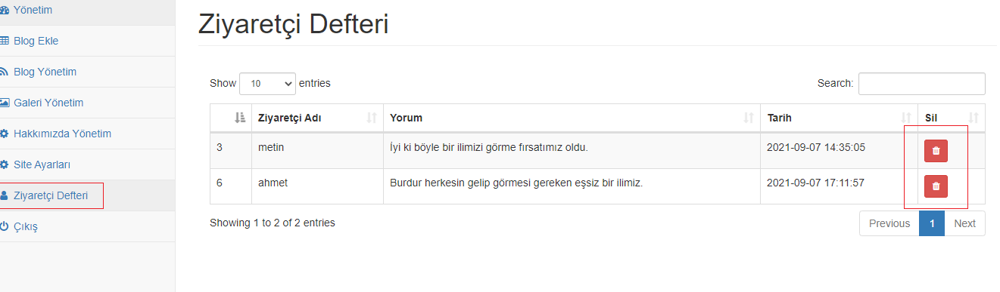 Yönetim
Blog Ekle
Blog Yönetim
Galeri Yönetim
Hakkımızda Yönetim
Site Ayarları
Ziyaretçi Defteri
Çıkış
Ziyaretçi Defteri
Show 10 entries
Search:
Ziyaretçi Adı Yorum Tarih Sil
3 metin İyi ki böyle bir ilimizi görme fırsatımız oldu. 2021-09-07 14:35:05
6 ahmet Burdur herkesin gelip görmesi gereken eşsiz bir ilimiz. 2021-09-07 17:11:57
Showing 1 to 2 of 2 entries
Previous 1 Next